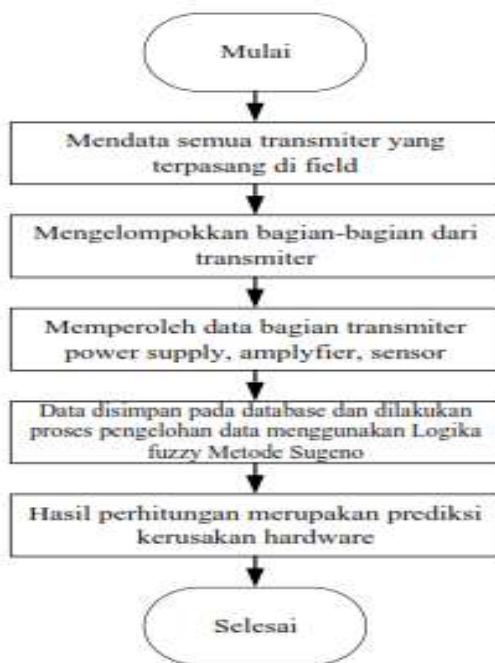 Mulai
Mendata semua transmiter yang
terpasang di field
Mengelompokkan bagian-bagian dari
transmiter
Memperoleh data bagian transmiter
power supply, amplyfier, sensor
Data disimpan pada database dan dilakukan
proses pengelohan data menggunakan Logika
fuzzy Metode Sugeno
Hasil perhitungan merupakan prediksi
kerusakan hardware
Selesai